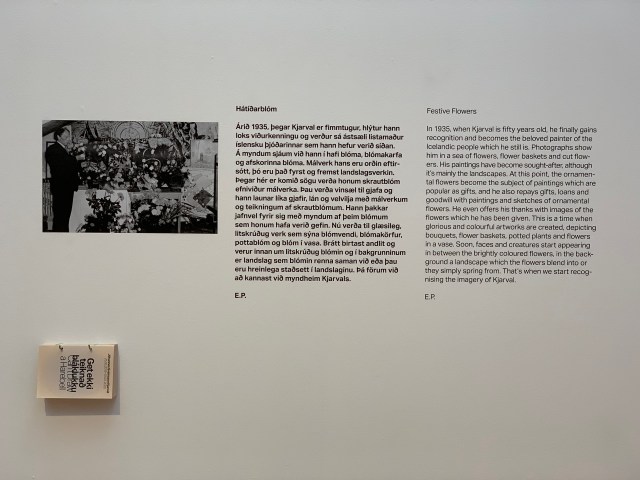 Hátíðarblóm
Árið 1935, þegar Kjarval er fimmtugur, hlýtur hann
loks viðurkenningu og verður sá ástsæli listamaður
íslensku þjóðarinnar sem hann hefur verið síðan.
Á myndum sjáum við hann í hafi blóma, blómakarfa
og afskorinna blóma. Málverk hans eru orðin eftir-
sótt, þó eru það fyrst og fremst landslagsverkin.
Þegar hér er komið sögu verða honum skrautblóm
efniviður málverka. Þau verða vinsæl til gjafa og
hann launar líka gjafir, lán og velvilja með málverkum
og teikningum af skrautblómum. Hann þakkar
jafnvel fyrir sig með myndum af þeim blómum
sem honum hafa verið gefin. Nú verða til glæsileg,
litskrúðug verk sem sýna blómvendi, blómakörfur,
pottablóm og blóm í vasa. Brátt birtast andlit og
verur innan um litskrúðug blómin og í bakgrunninum
er landslag sem blómin renna saman við eða þau
eru hreinlega staðsett í landslaginu. Þá förum við
að kannast við myndheim Kjarvals.
E.P.
Festive Flowers
In 1935, when Kjarval is fifty years old, he finally gains
recognition and becomes the beloved painter of the
Icelandic people which he still is. Photographs show
him in a sea of flowers, flower baskets and cut flow-
ers. His paintings have become sought-after, although
it's mainly the landscapes. At this point, the ornamen-
tal flowers become the subject of paintings which are
popular as gifts, and he also repays gifts, loans and
goodwill with paintings and sketches of ornamental
flowers. He even offers his thanks with images of the
flowers which he has been given. This is a time when
glorious and colourful artworks are created, depicting
bouquets, flower baskets, potted plants and flowers
in a vase. Soon, faces and creatures start appearing
in between the brightly coloured flowers, in the back-
ground a landscape which the flowers blend into or
they simply spring from. That's when we start recog-
nising the imagery of Kjarval.
E.P.
Get ekki
teiknað
bláklukku
a Harebell